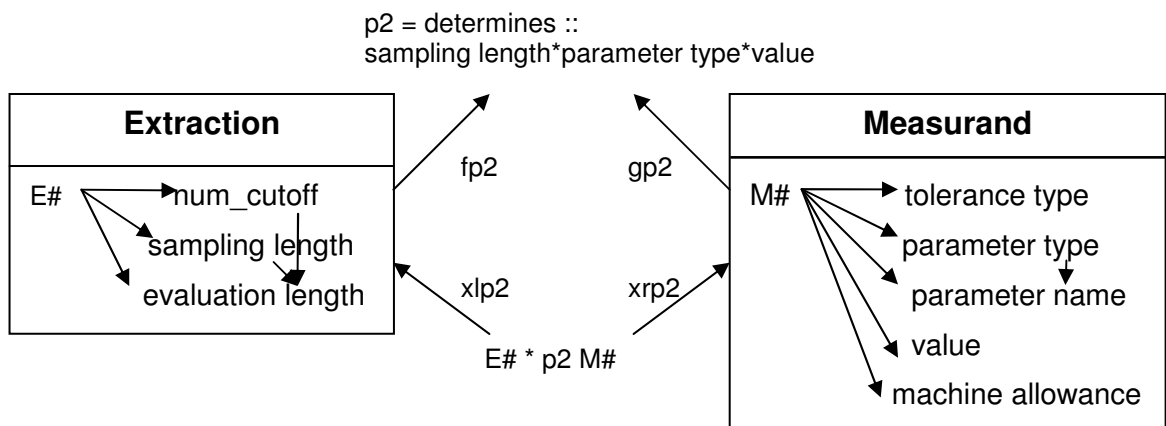 p2 = determines ::
sampling length*parameter type*value
Extraction
Measurand
fp2
gp2
E#
num_cutoff
sampling length
evaluation length
M#
tolerance type
parameter type
parameter name
value
machine allowance
xlp2
xrp2
E# * p2 M#